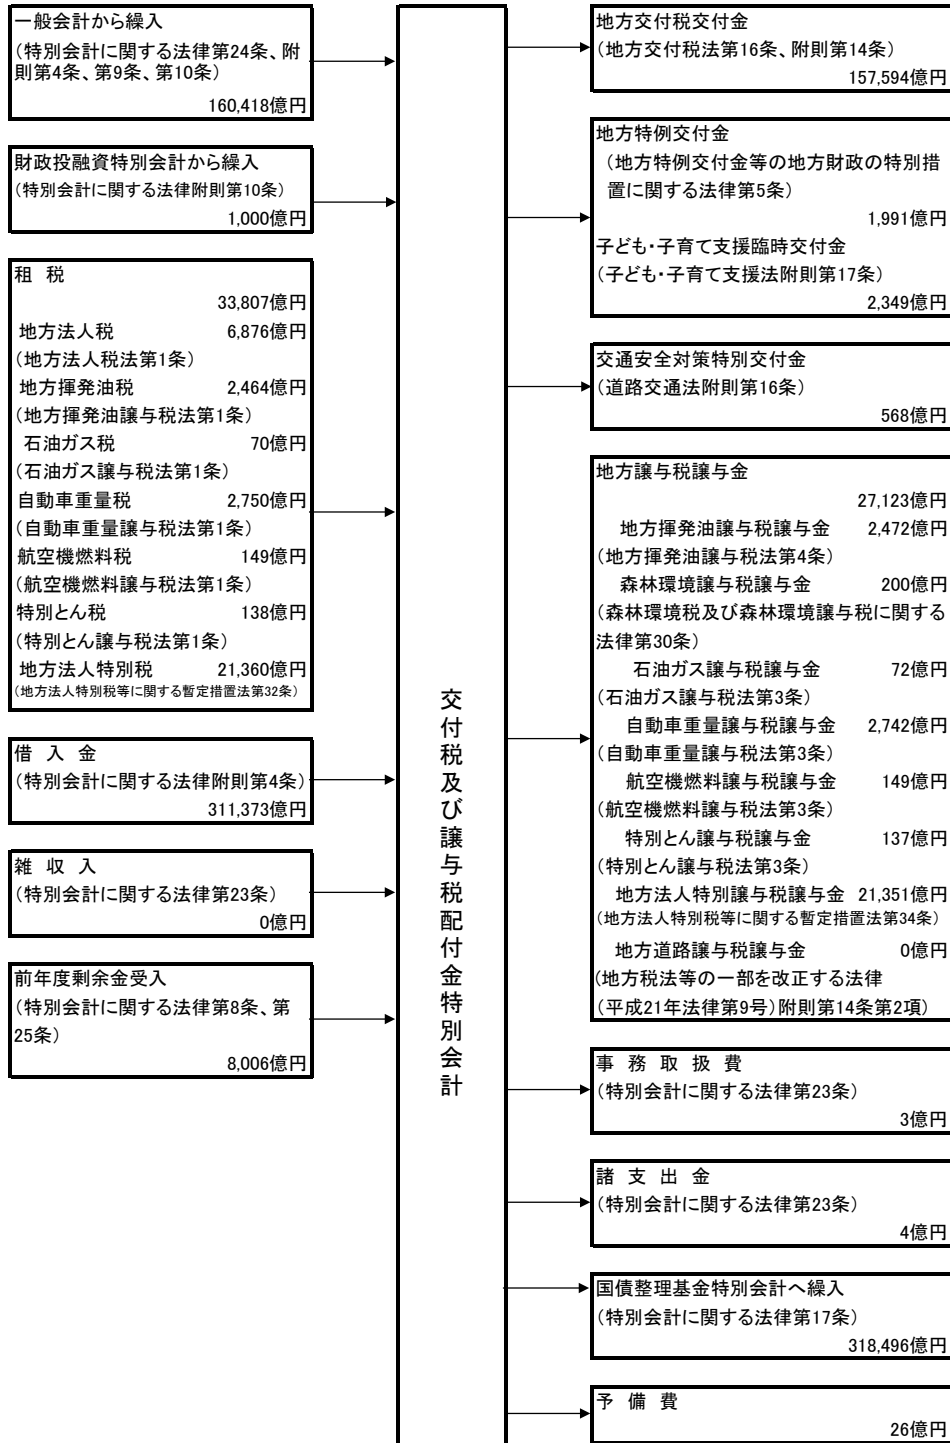 一般会計から繰入
(特別会計に関する法律第24条、附
則第4条、第9条、第10条)
160,418億円
財政投融資特別会計から繰入
(特別会計に関する法律附則第10条)
1,000億円
租 税
33,807億円
地方法人税 6,876億円
(地方法人税法第1条)
地方揮発油税 2,464億円
(地方揮発油譲与税法第1条)
石油ガス税 70億円
(石油ガス譲与税法第1条)
自動車重量税 2,750億円
(自動車重量譲与税法第1条)
航空機燃料税 149億円
(航空機燃料譲与税法第1条)
特別とん税 138億円
(特別とん譲与税法第1条)
地方法人特別税 21,360億円
(地方法人特別税等に関する暫定措置法第32条)
借 入 金
(特別会計に関する法律附則第4条)
311,373億円
雑 収 入
(特別会計に関する法律第23条)
0億円
前年度剰余金受入
(特別会計に関する法律第8条、第
25条)
8,006億円
交付税及び譲与税配付金特別会計
地方交付税交付金
(地方交付税法第16条、附則第14条)
157,594億円
地方特例交付金
(地方特例交付金等の地方財政の特別措
置に関する法律第5条)
1,991億円
子ども・子育て支援臨時交付金
(子ども・子育て支援法附則第17条)
2,349億円
交通安全対策特別交付金
(道路交通法附則第16条)
568億円
地方譲与税譲与金
27,123億円
地方揮発油譲与税譲与金 2,472億円
(地方揮発油譲与税法第4条)
森林環境譲与税譲与金 200億円
(森林環境税及び森林環境譲与税に関する
法律第30条)
石油ガス譲与税譲与金 72億円
(石油ガス譲与税法第3条)
自動車重量譲与税譲与金 2,742億円
(自動車重量譲与税法第3条)
航空機燃料譲与税譲与金 149億円
(航空機燃料譲与税法第3条)
特別とん譲与税譲与金 137億円
(特別とん譲与税法第3条)
地方法人特別譲与税譲与金 21,351億円
(地方法人特別税等に関する暫定措置法第34条)
地方道路譲与税譲与金 0億円
(地方税法等の一部を改正する法律
(平成21年法律第9号)附則第14条第2項)
事 務 取 扱 費
(特別会計に関する法律第23条)
3億円
諸 支 出 金
(特別会計に関する法律第23条)
4億円
国債整理基金特別会計へ繰入
(特別会計に関する法律第17条)
318,496億円
予 備 費
26億円